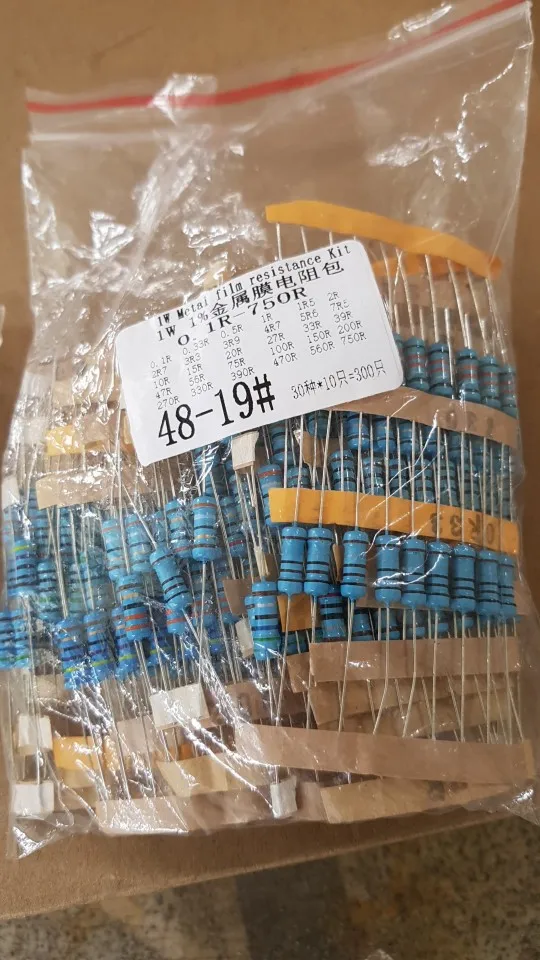 1W Metal film resistance Kit
1W 1%金属膜电阻包
0.1R-750R
0.1R 0.33R 0.5R 1R 1R5 2R
2R7 3R3 3R9 4R7 5R6 7R5
10R 15R 20R 27R 33R 39R
47R 56R 75R 100R 150R 200R
270R 330R 390R 470R 560R 750R
48-19# 30种*10只=300只